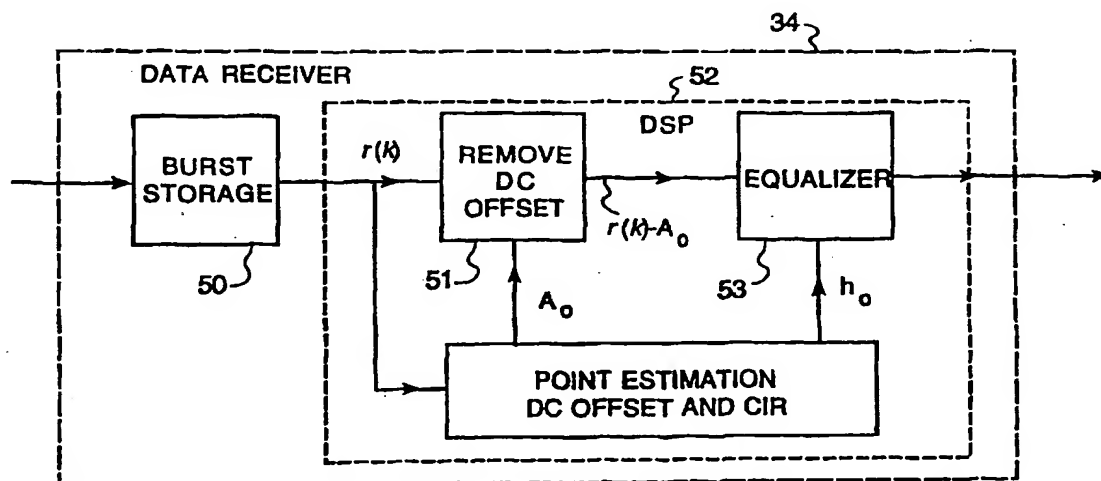 34
DATA RECEIVER
52
DSP
r(k)
BURST
STORAGE
REMOVE
DC
OFFSET
EQUALIZER
r(k)-A₀
50
51
A₀
53
h₀
POINT ESTIMATION
DC OFFSET AND CIR